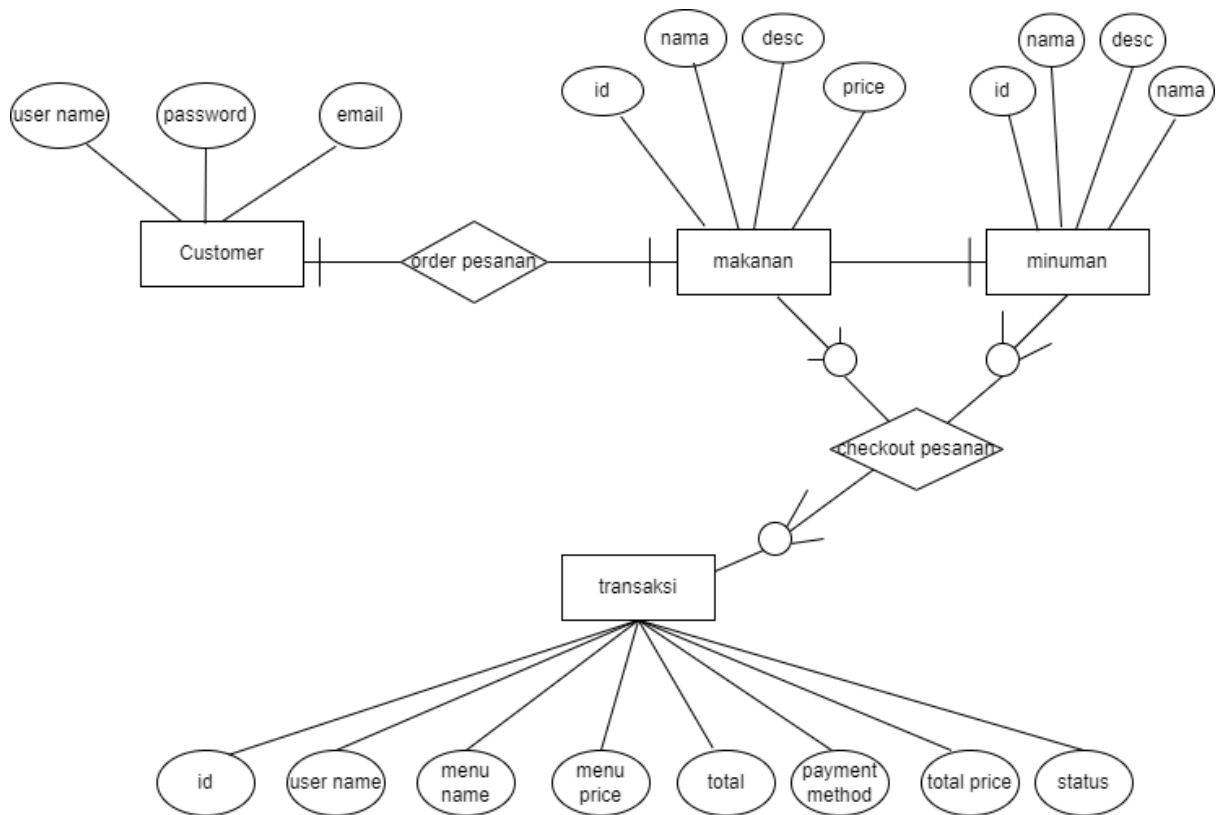 nama
desc
nama
desc
id
price
id
nama
user name
password
email
Customer
order pesanan
makanan
minuman
checkout pesanan
transaksi
id
user name
menu
name
menu
price
total
payment
method
total price
status